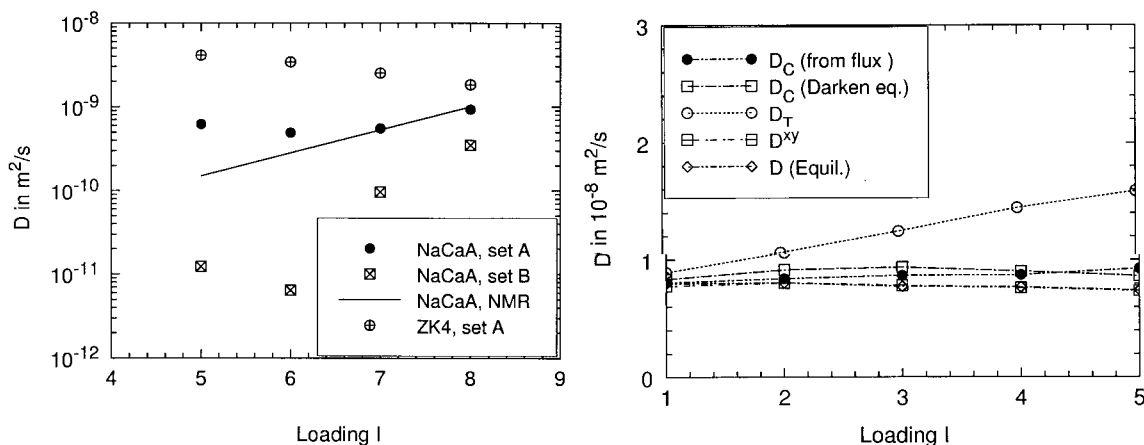 10⁻⁸
10⁻⁹
10⁻¹⁰
10⁻¹¹
10⁻¹²
D in m²/s
NaCaA, set A
NaCaA, set B
NaCaA, NMR
ZK4, set A
4 5 6 7 8 9
Loading I
3
2
1
0
D in 10⁻⁸ m²/s
D_C (from flux )
D_C (Darken eq.)
D_T
D^xy
D (Equil.)
1 2 3 4 5
Loading I